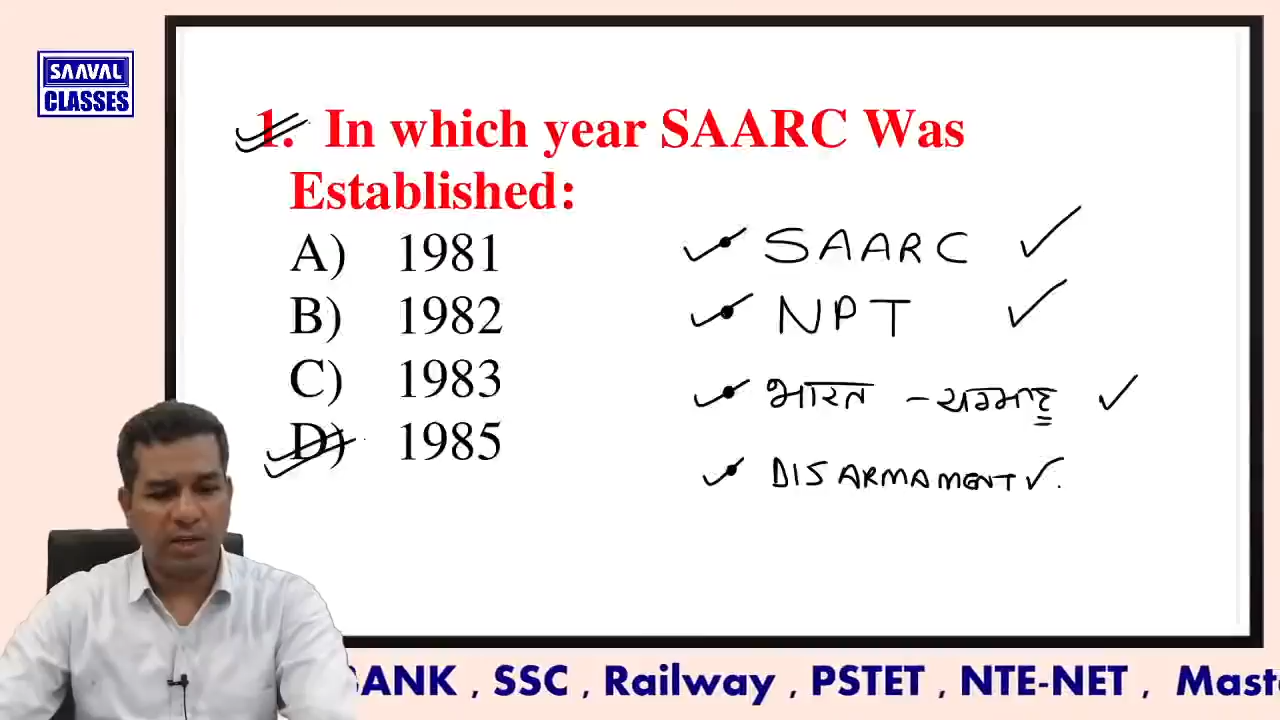 SAAVAL
CLASSES
1. In which year SAARC Was
Established:
A) 1981
B) 1982
C) 1983
D) 1985
SAARC
NPT
भारत -
DISARMAMENT
BANK , SSC , Railway , PSTET , NTE-NET , Mast